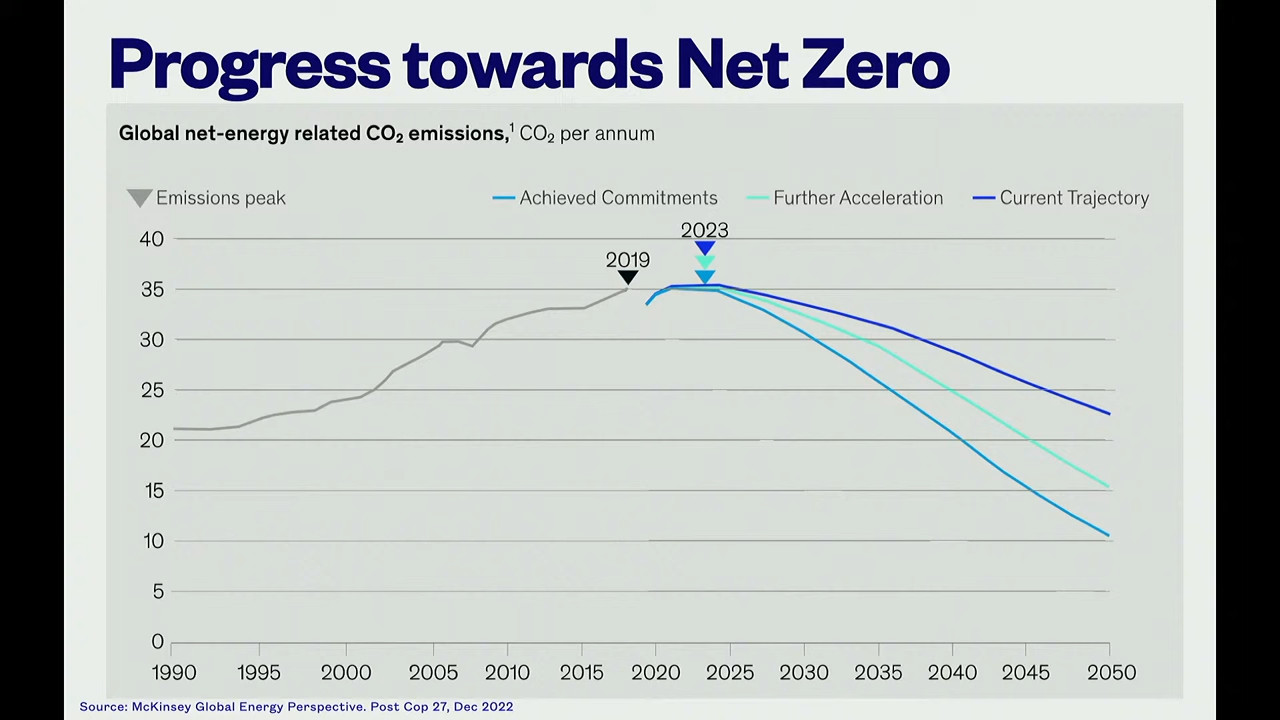 Progress towards Net Zero
Global net-energy related CO₂ emissions,¹ CO₂ per annum
Emissions peak
Achieved Commitments
Further Acceleration
Current Trajectory
2023
2019
40
35
30
25
20
15
10
5
0
1990 1995 2000 2005 2010 2015 2020 2025 2030 2035 2040 2045 2050
Source: McKinsey Global Energy Perspective. Post Cop 27, Dec 2022